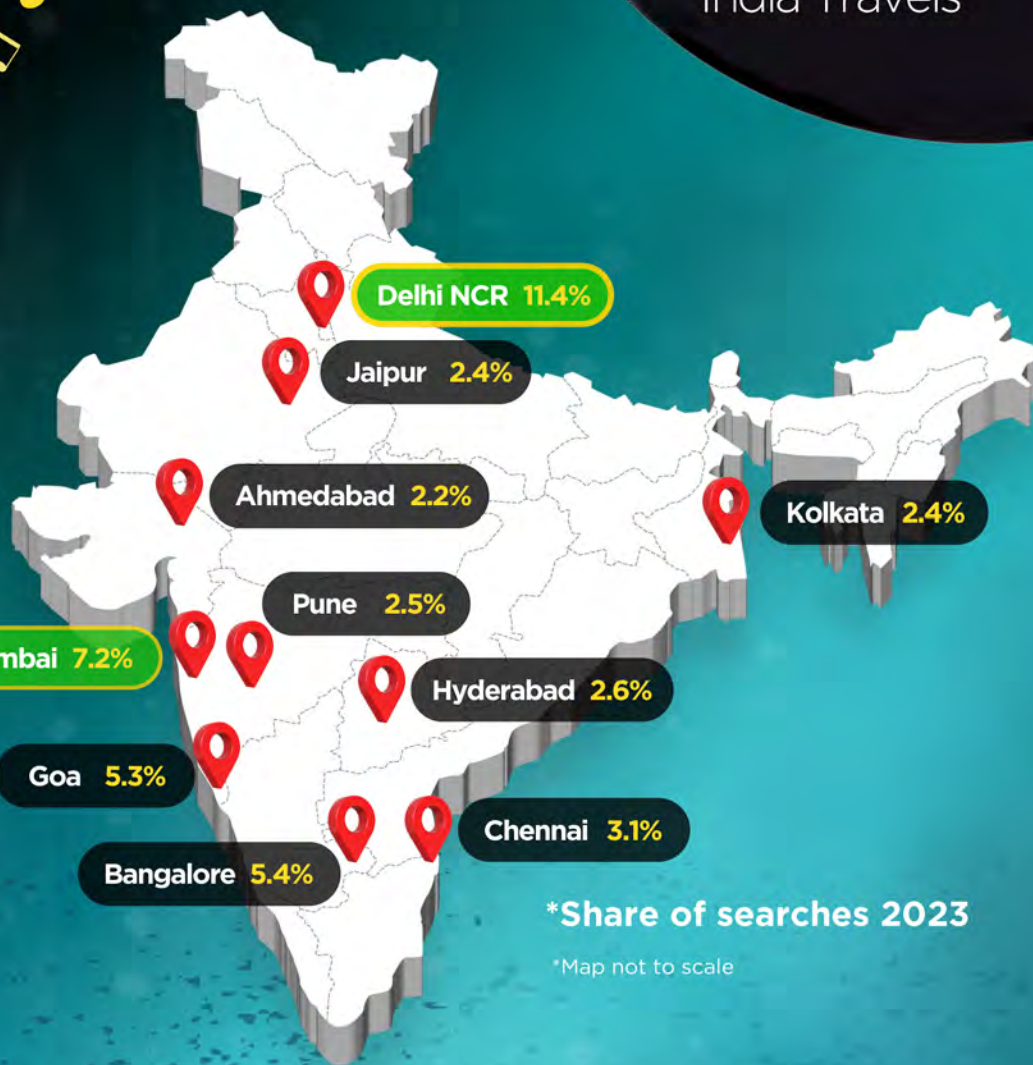 India Travels
Delhi NCR 11.4%
Jaipur 2.4%
Ahmedabad 2.2%
Kolkata 2.4%
Pune 2.5%
mbai 7.2%
Hyderabad 2.6%
Goa 5.3%
Chennai 3.1%
Bangalore 5.4%
*Share of searches 2023
*Map not to scale